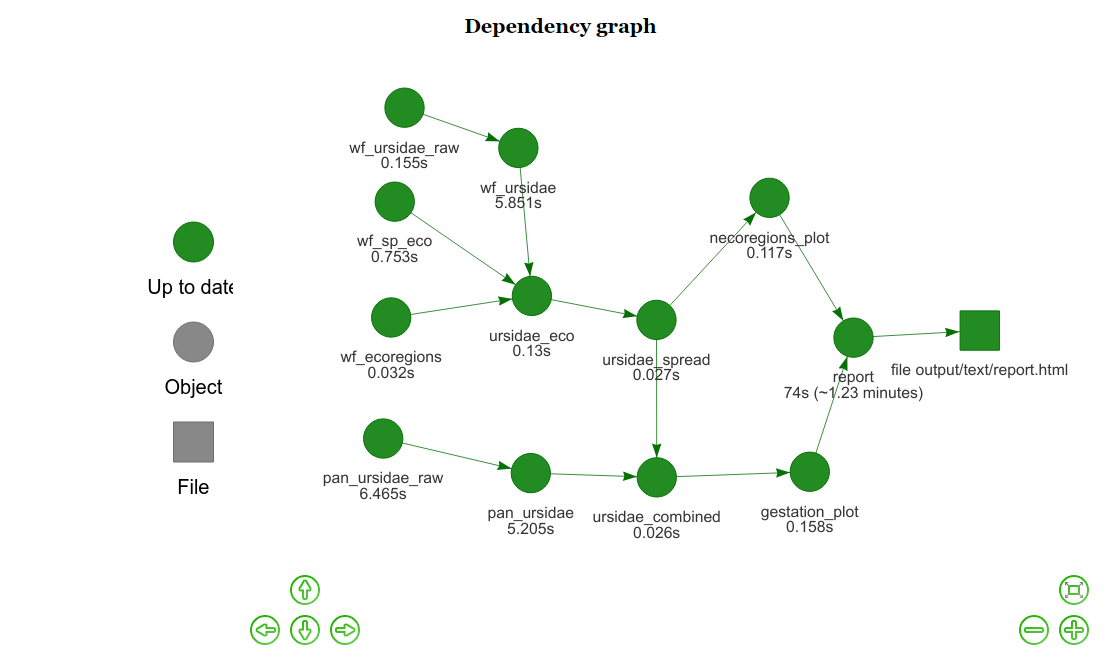 Dependency graph
Up to date
Object
File
wf_ursidae_raw
0.155s
wf_ursidae
5.851s
wf_sp_eco
0.753s
wf_ecoregions
0.032s
ursidae_eco
0.13s
ursidae_spread
0.027s
necoregions_plot
0.117s
report
74s (~1.23 minutes)
file output/text/report.html
pan_ursidae_raw
6.465s
pan_ursidae
5.205s
ursidae_combined
0.026s
gestation_plot
0.158s